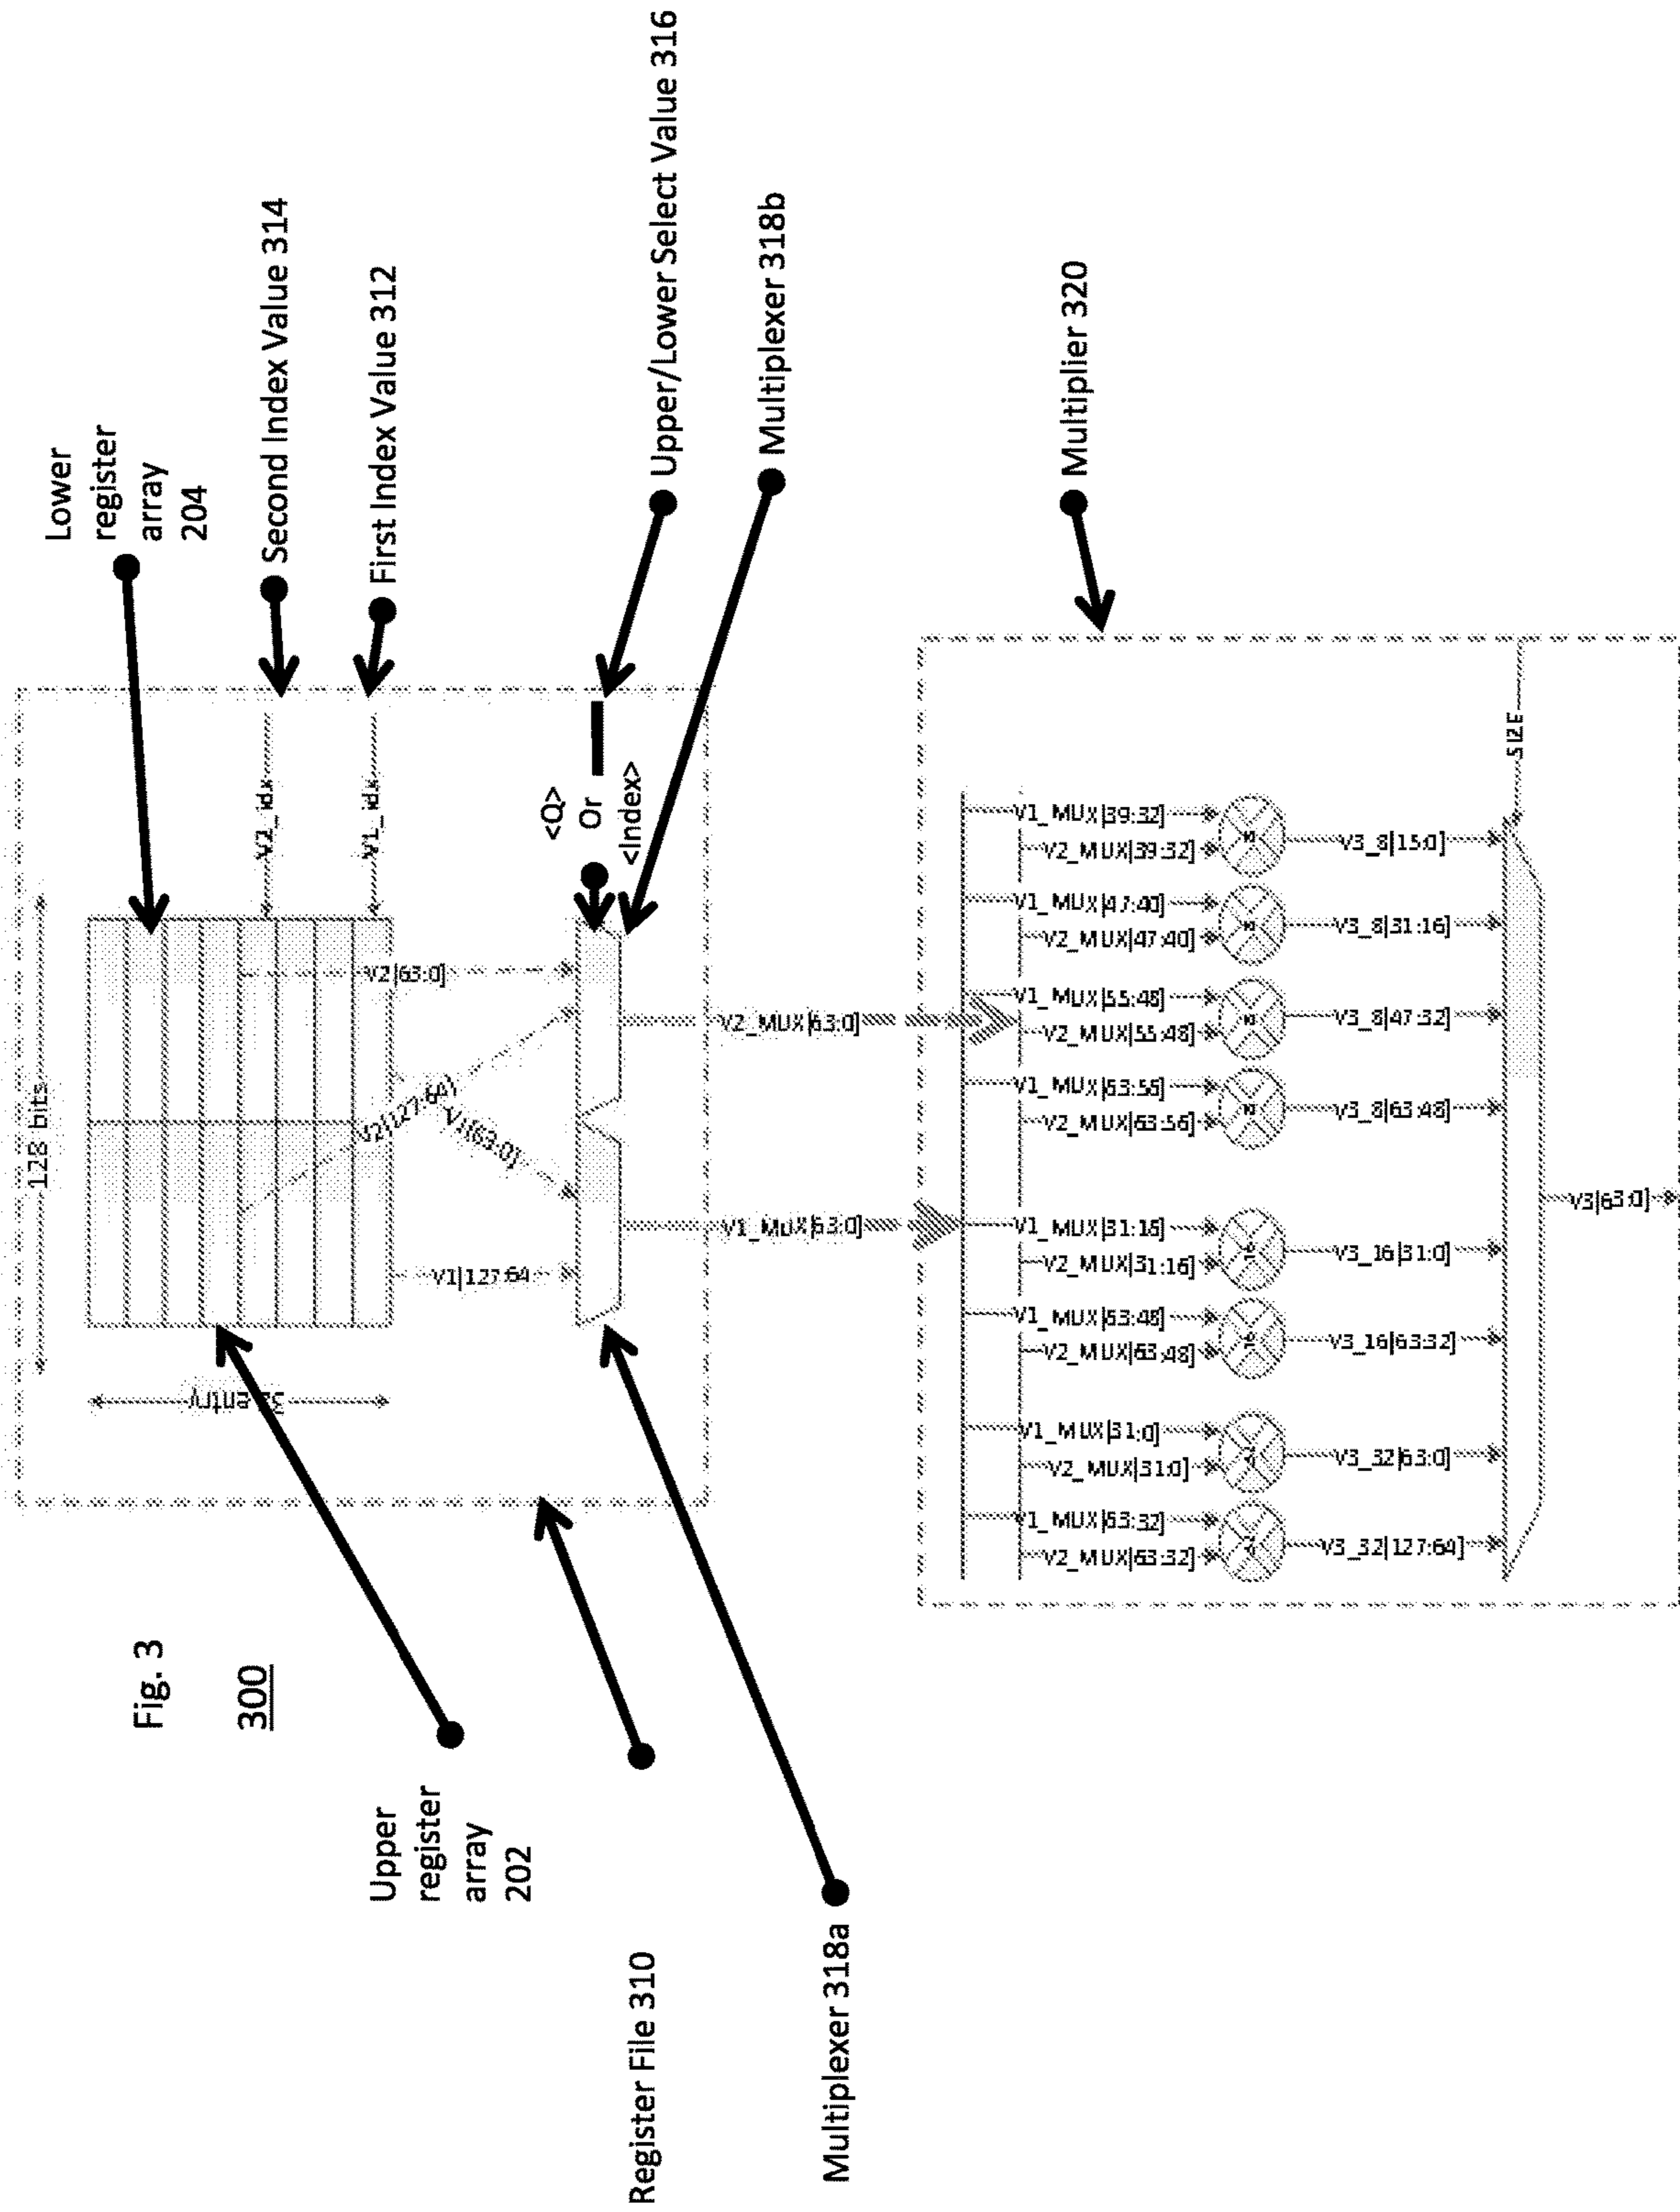 Fig. 3
300
Lower
register
array
204
Second Index Value 314
First Index Value 312
Upper/Lower Select Value 316
Multiplexer 318b
Multiplier 320
Upper
register
array
202
Register File 310
Multiplexer 318a
128 bits
32 entry
V2_idx
V1_idx
<Q>
Or
<Index>
V2[63:0]
V2[127:64]
V1[63:0]
V1[127:64]
V2_MUX[63:0]
V1_MUX[63:0]
V1_MUX[39:32]
V2_MUX[39:32]
V3_8[15:0]
V1_MUX[47:40]
V2_MUX[47:40]
V3_8[31:16]
V1_MUX[55:48]
V2_MUX[55:48]
V3_8[47:32]
V1_MUX[63:56]
V2_MUX[63:56]
V3_8[63:48]
V1_MUX[31:16]
V2_MUX[31:16]
V3_16[31:0]
V1_MUX[63:48]
V2_MUX[63:48]
V3_16[63:32]
V1_MUX[31:0]
V2_MUX[31:0]
V3_32[63:0]
V1_MUX[63:32]
V2_MUX[63:32]
V3_32[127:64]
SIZE
V3[63:0]